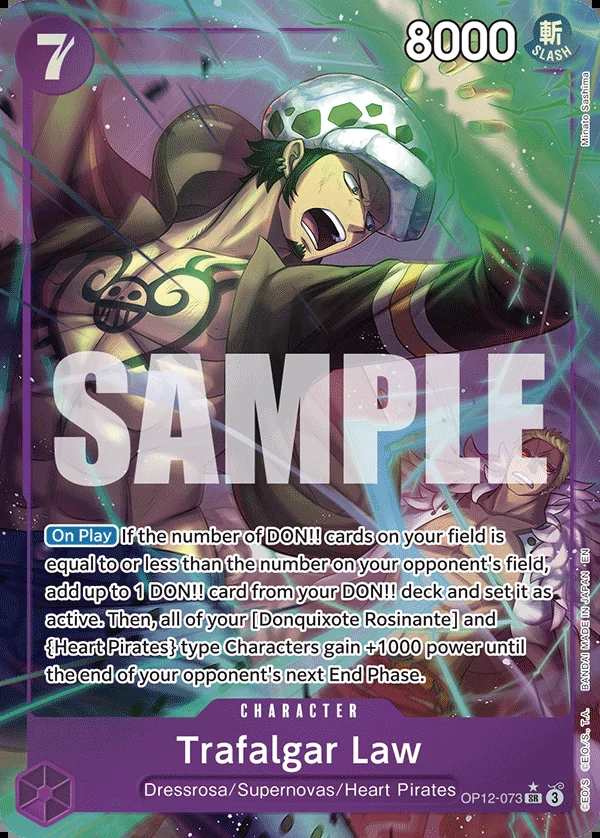 7
8000
斬
SLASH
Minato Sashima
SAMPLE
On Play If the number of DON!! cards on your field is
equal to or less than the number on your opponent's field,
add up to 1 DON!! card from your DON!! deck and set it as
active. Then, all of your [Donquixote Rosinante] and
{Heart Pirates} type Characters gain +1000 power until
the end of your opponent's next End Phase.
BANDAI MADE IN JAPAN ・EN
©E.O/S ©E.O./S., T.A.
CHARACTER
Trafalgar Law
Dressrosa/Supernovas/Heart Pirates
OP12-073 SR ★ 3